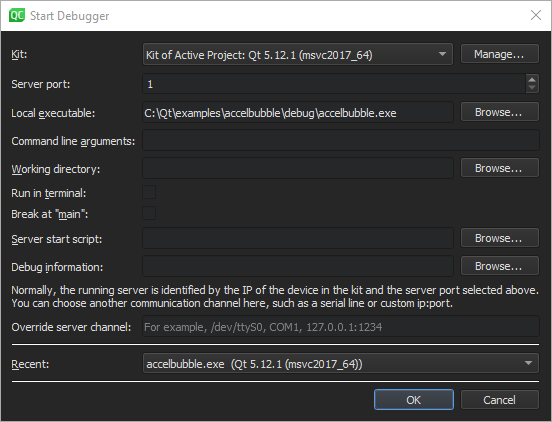 QC Start Debugger
Kit: Kit of Active Project: Qt 5.12.1 (msvc2017_64) Manage...
Server port: 1
Local executable: C:\Qt\examples\accelbubble\debug\accelbubble.exe Browse...
Command line arguments:
Working directory: Browse...
Run in terminal:
Break at "main":
Server start script: Browse...
Debug information: Browse...
Normally, the running server is identified by the IP of the device in the kit and the server port selected above.
You can choose another communication channel here, such as a serial line or custom ip:port.
Override server channel: For example, /dev/ttyS0, COM1, 127.0.0.1:1234
Recent: accelbubble.exe (Qt 5.12.1 (msvc2017_64))
OK Cancel